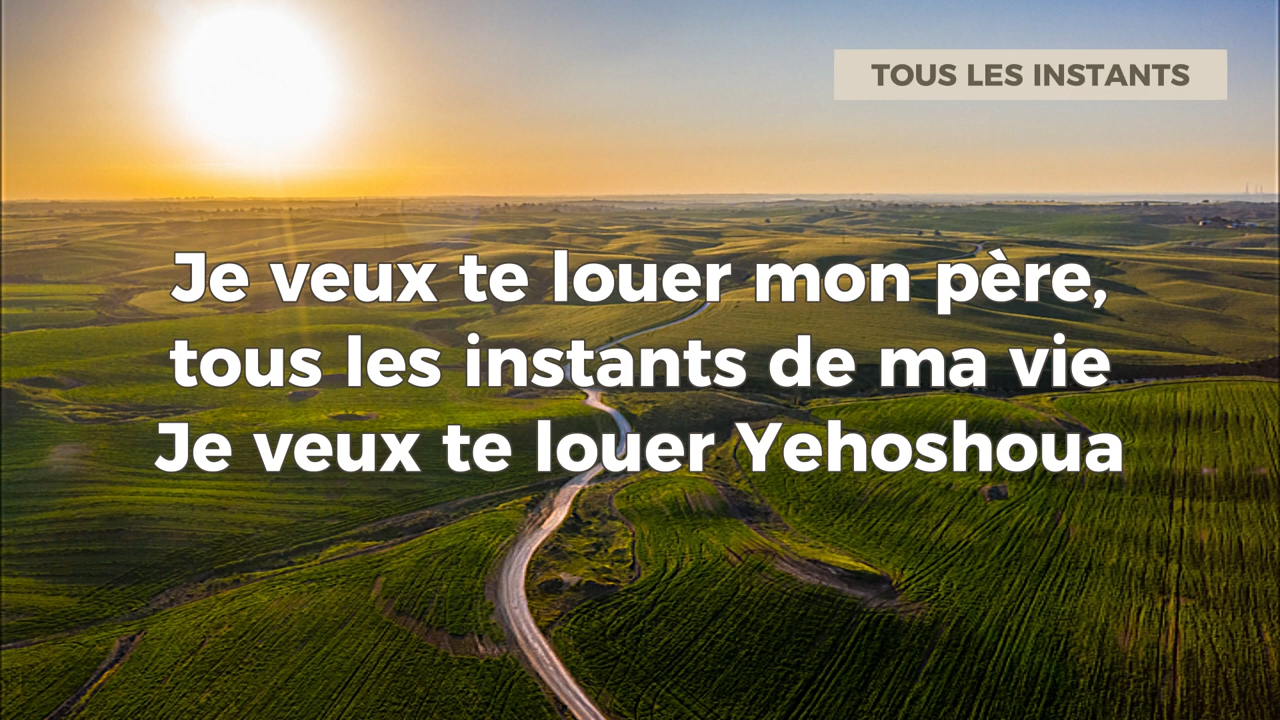 TOUS LES INSTANTS
Je veux te louer mon père,
tous les instants de ma vie
Je veux te louer Yehoshoua